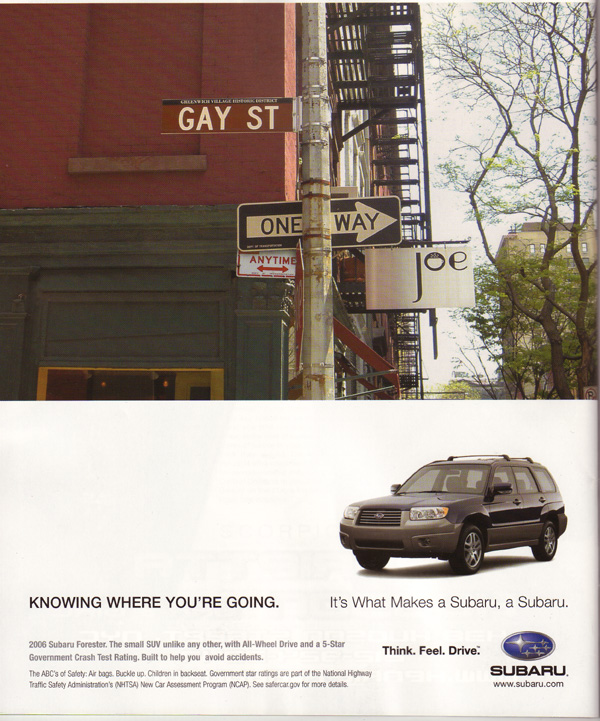 GREENWICH VILLAGE HISTORIC DISTRICT
GAY ST
ONE WAY
DEPT OF TRANSPORTATION
ANYTIME
joe
KNOWING WHERE YOU'RE GOING.
It's What Makes a Subaru, a Subaru.
2006 Subaru Forester. The small SUV unlike any other, with All-Wheel Drive and a 5-Star
Government Crash Test Rating. Built to help you avoid accidents.
The ABC's of Safety: Air bags. Buckle up. Children in backseat. Government star ratings are part of the National Highway
Traffic Safety Administration's (NHTSA) New Car Assessment Program (NCAP). See safercar.gov for more details.
Think. Feel. Drive.™
SUBARU®
www.subaru.com